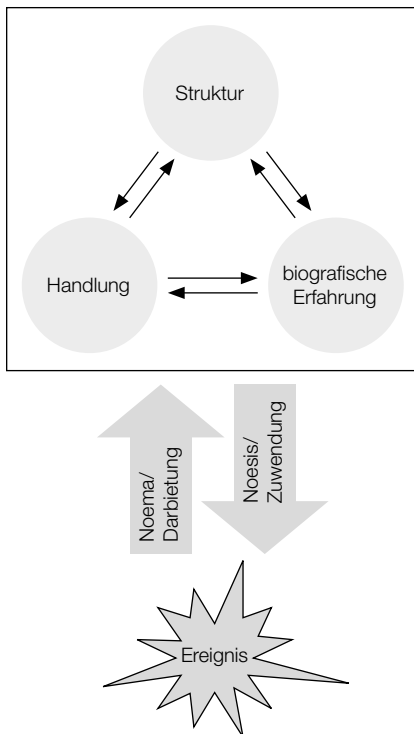 Struktur
Handlung
biografische
Erfahrung
Noema/
Darbietung
Noesis/
Zuwendung
Ereignis